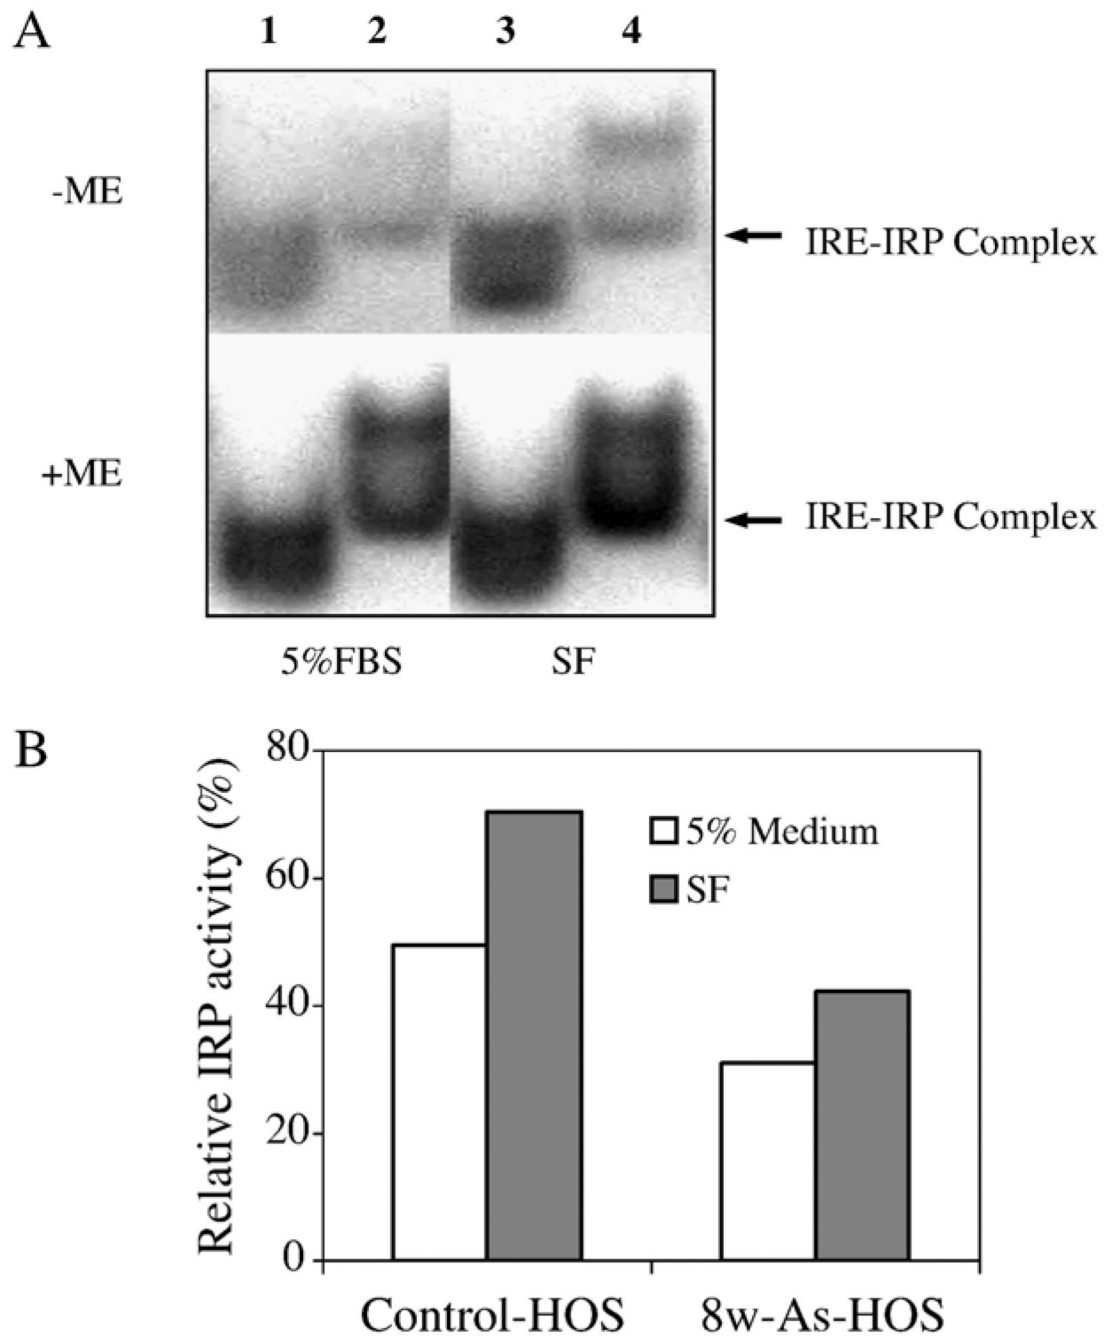 A
1 2 3 4
-ME
IRE-IRP Complex
+ME
IRE-IRP Complex
5%FBS SF
B
Relative IRP activity (%)
80
60
40
20
0
5% Medium
SF
Control-HOS 8w-As-HOS